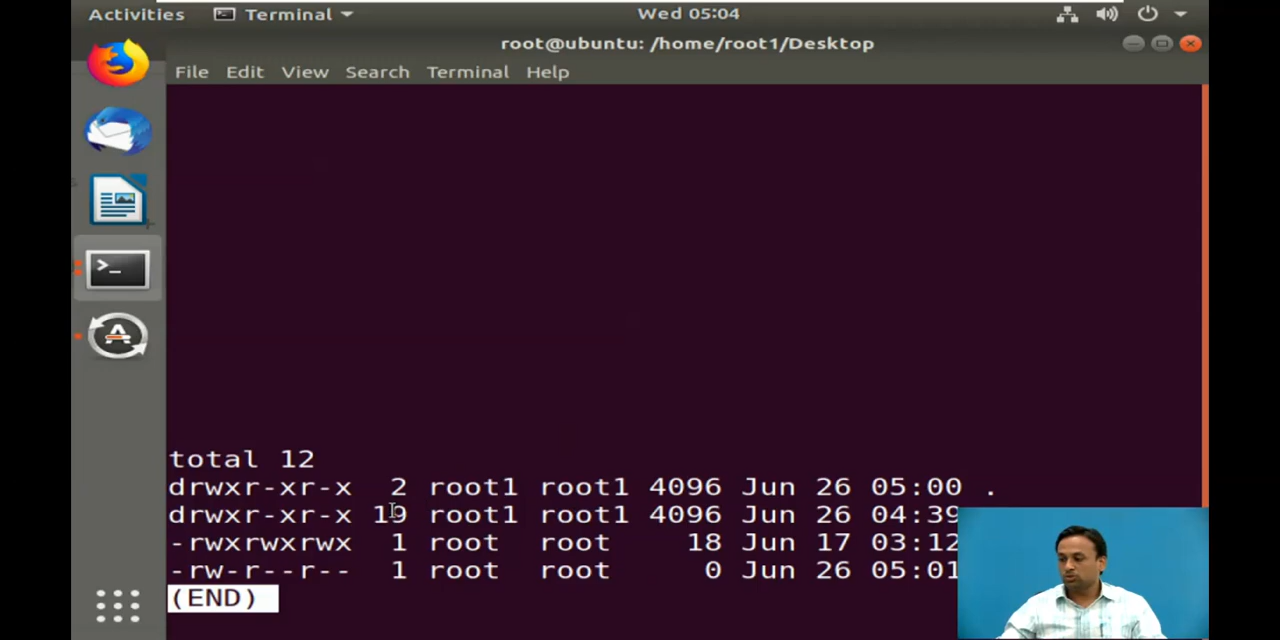 Activities Terminal Wed 05:04
root@ubuntu: /home/root1/Desktop
File Edit View Search Terminal Help
total 12
drwxr-xr-x 2 root1 root1 4096 Jun 26 05:00 .
drwxr-xr-x 19 root1 root1 4096 Jun 26 04:39
-rwxrwxrwx 1 root root 18 Jun 17 03:12
-rw-r--r-- 1 root root 0 Jun 26 05:01
(END)